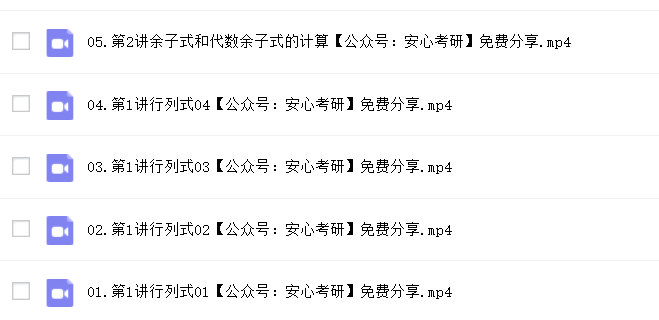 05.第2讲余子式和代数余子式的计算【公众号：安心考研】免费分享.mp4
04.第1讲行列式04【公众号：安心考研】免费分享.mp4
03.第1讲行列式03【公众号：安心考研】免费分享.mp4
02.第1讲行列式02【公众号：安心考研】免费分享.mp4
01.第1讲行列式01【公众号：安心考研】免费分享.mp4